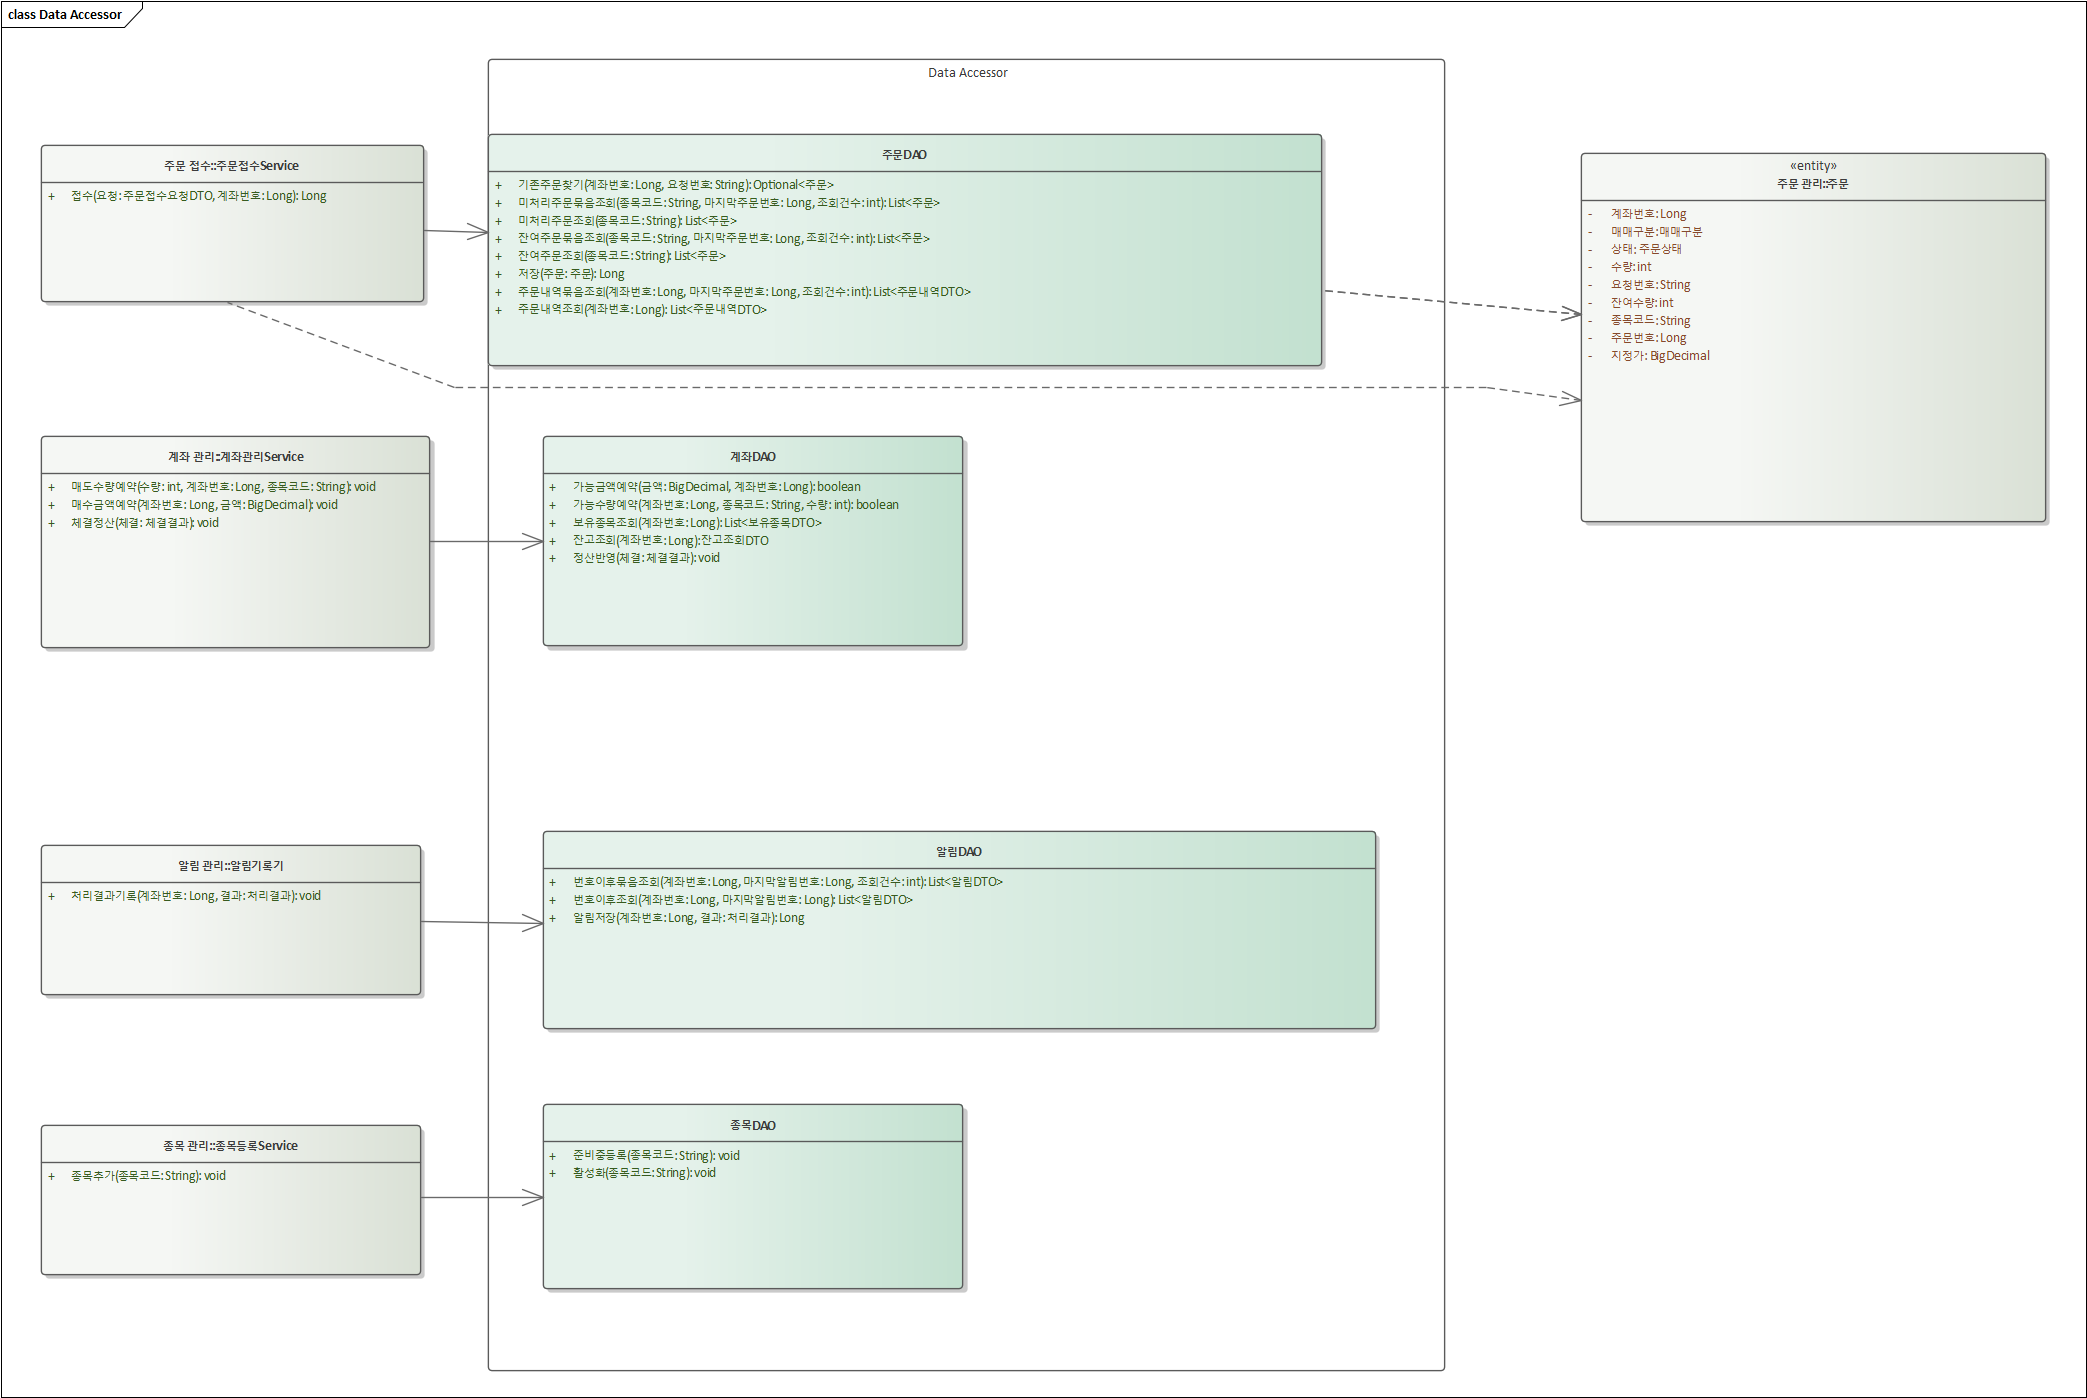 class Data Accessor
Data Accessor
주문 접수::주문접수Service
+ 접수(요청: 주문접수요청DTO, 계좌번호: Long): Long
주문DAO
+ 기존주문찾기(계좌번호: Long, 요청번호: String): Optional<주문>
+ 미처리주문묶음조회(종목코드: String, 마지막주문번호: Long, 조회건수: int): List<주문>
+ 미처리주문조회(종목코드: String): List<주문>
+ 잔여주문묶음조회(종목코드: String, 마지막주문번호: Long, 조회건수: int): List<주문>
+ 잔여주문조회(종목코드: String): List<주문>
+ 저장(주문: 주문): Long
+ 주문내역묶음조회(계좌번호: Long, 마지막주문번호: Long, 조회건수: int): List<주문내역DTO>
+ 주문내역조회(계좌번호: Long): List<주문내역DTO>
«entity»
주문 관리::주문
- 계좌번호: Long
- 매매구분: 매매구분
- 상태: 주문상태
- 수량: int
- 요청번호: String
- 잔여수량: int
- 종목코드: String
- 주문번호: Long
- 지정가: BigDecimal
계좌 관리::계좌관리Service
+ 매도수량예약(수량: int, 계좌번호: Long, 종목코드: String): void
+ 매수금액예약(계좌번호: Long, 금액: BigDecimal): void
+ 체결정산(체결: 체결결과): void
계좌DAO
+ 가능금액예약(금액: BigDecimal, 계좌번호: Long): boolean
+ 가능수량예약(계좌번호: Long, 종목코드: String, 수량: int): boolean
+ 보유종목조회(계좌번호: Long): List<보유종목DTO>
+ 잔고조회(계좌번호: Long): 잔고조회DTO
+ 정산반영(체결: 체결결과): void
알림 관리::알림기록기
+ 처리결과기록(계좌번호: Long, 결과: 처리결과): void
알림DAO
+ 번호이후묶음조회(계좌번호: Long, 마지막알림번호: Long, 조회건수: int): List<알림DTO>
+ 번호이후조회(계좌번호: Long, 마지막알림번호: Long): List<알림DTO>
+ 알림저장(계좌번호: Long, 결과: 처리결과): Long
종목 관리::종목등록Service
+ 종목추가(종목코드: String): void
종목DAO
+ 준비중등록(종목코드: String): void
+ 활성화(종목코드: String): void